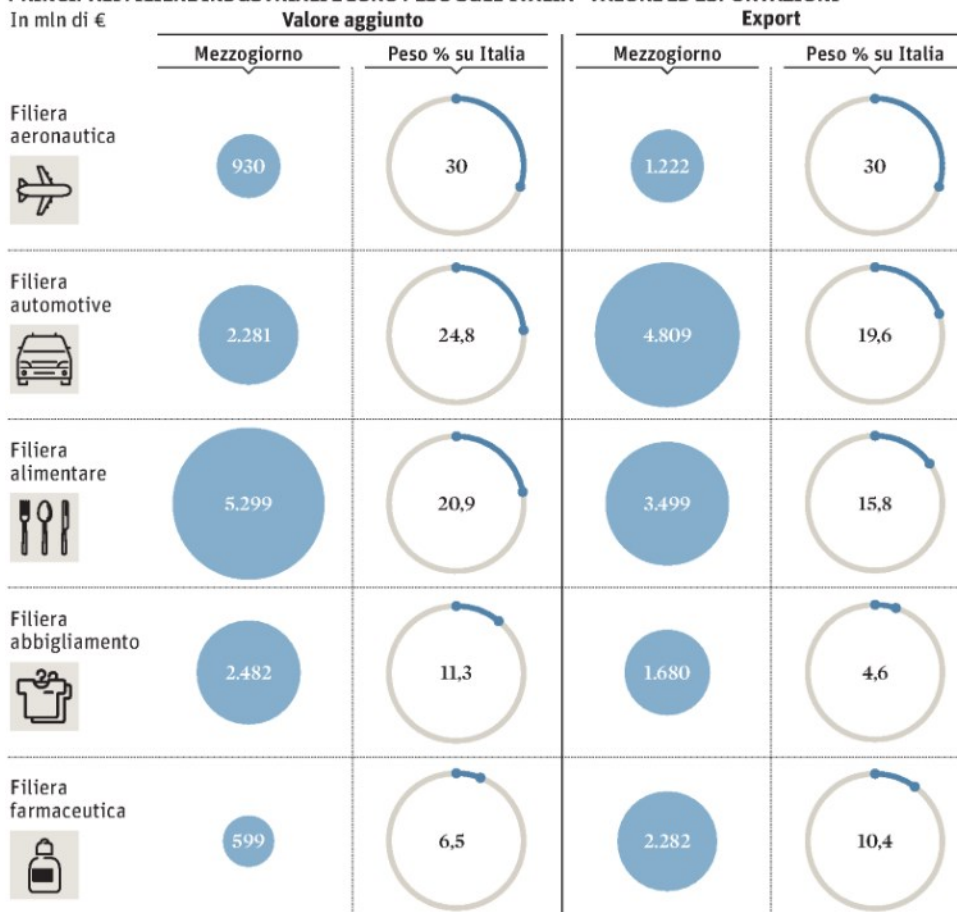 In mln di €
Valore aggiunto
Export
Mezzogiorno
Peso % su Italia
Mezzogiorno
Peso % su Italia
Filiera
aeronautica
930
30
1.222
30
Filiera
automotive
2.281
24,8
4.809
19,6
Filiera
alimentare
5.299
20,9
3.499
15,8
Filiera
abbigliamento
2.482
11,3
1.680
4,6
Filiera
farmaceutica
599
6,5
2.282
10,4